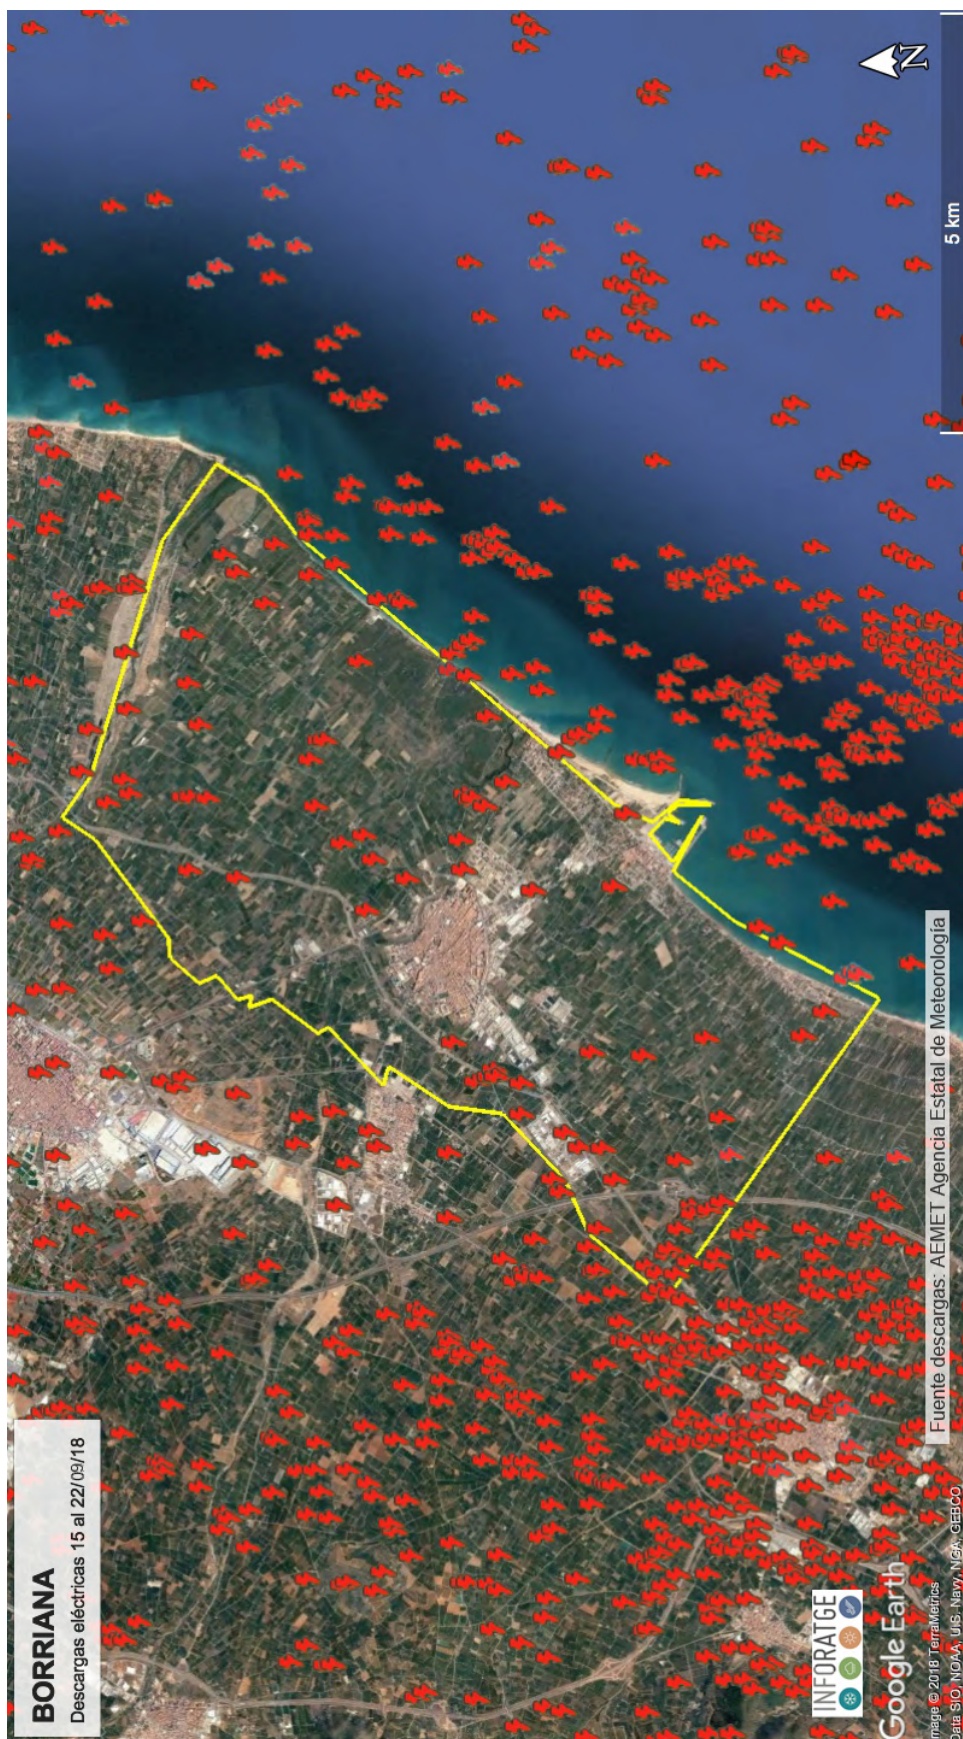 BORRIANA
Descargas eléctricas 15 al 22/09/18
N
INFORATGE
Google Earth
Image © 2018 TerraMetrics
Data SIO, NOAA, U.S. Navy, NGA, GEBCO
Fuente descargas: AEMET Agencia Estatal de Meteorología
5 km